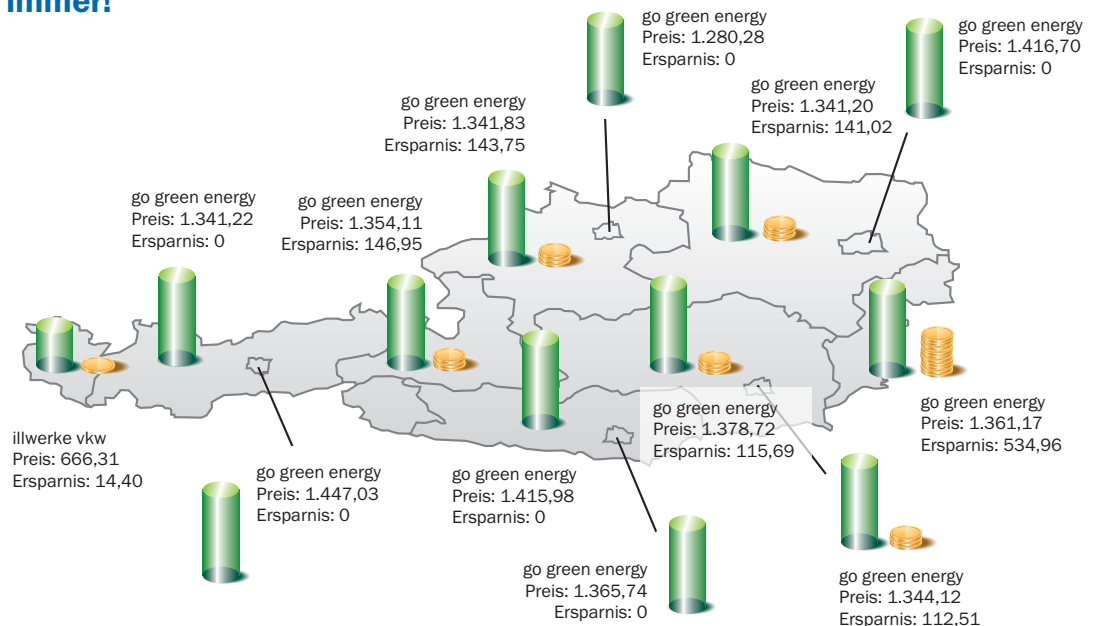 immer!
go green energy
Preis: 1.280,28
Ersparnis: 0
go green energy
Preis: 1.416,70
Ersparnis: 0
go green energy
Preis: 1.341,83
Ersparnis: 143,75
go green energy
Preis: 1.341,20
Ersparnis: 141,02
go green energy
Preis: 1.341,22
Ersparnis: 0
go green energy
Preis: 1.354,11
Ersparnis: 146,95
illwerke vkw
Preis: 666,31
Ersparnis: 14,40
go green energy
Preis: 1.447,03
Ersparnis: 0
go green energy
Preis: 1.415,98
Ersparnis: 0
go green energy
Preis: 1.378,72
Ersparnis: 115,69
go green energy
Preis: 1.361,17
Ersparnis: 534,96
go green energy
Preis: 1.365,74
Ersparnis: 0
go green energy
Preis: 1.344,12
Ersparnis: 112,51